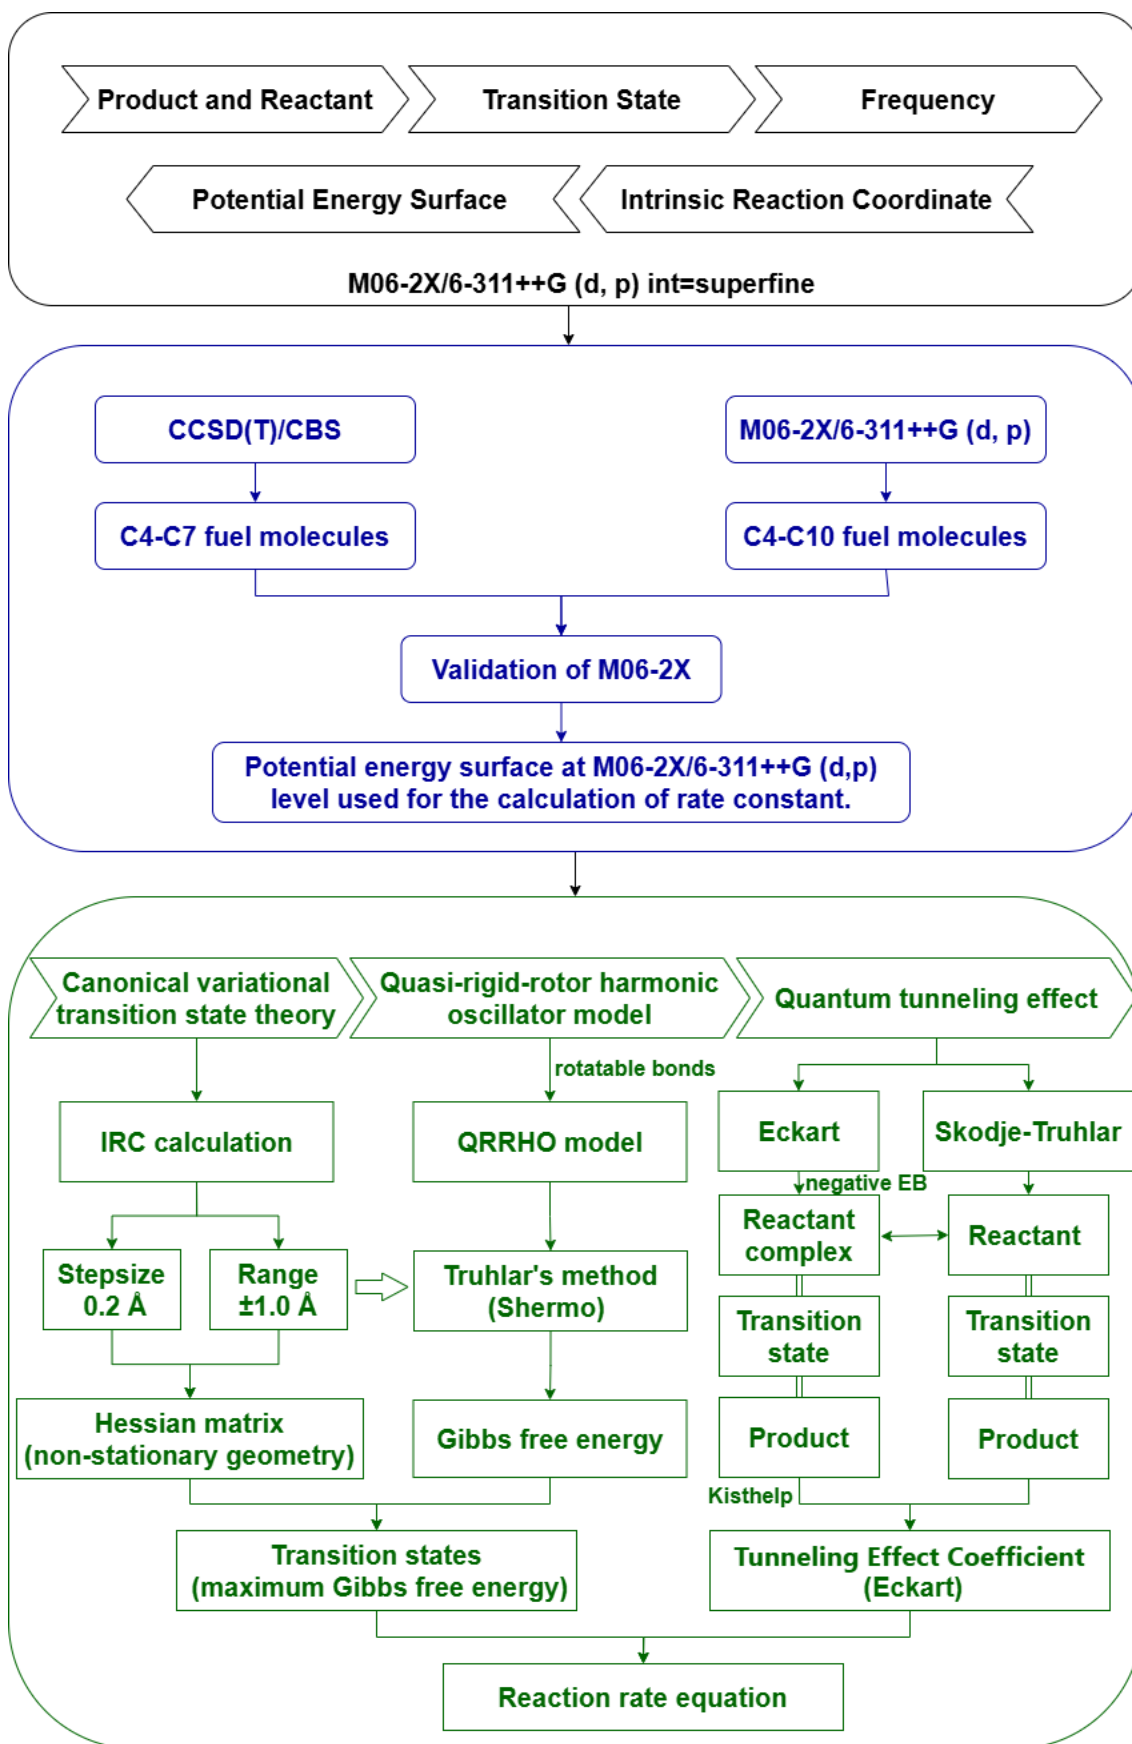 Product and Reactant
Transition State
Frequency
Potential Energy Surface
Intrinsic Reaction Coordinate
M06-2X/6-311++G (d, p) int=superfine
CCSD(T)/CBS
M06-2X/6-311++G (d, p)
C4-C7 fuel molecules
C4-C10 fuel molecules
Validation of M06-2X
Potential energy surface at M06-2X/6-311++G (d,p)
level used for the calculation of rate constant.
Canonical variational
transition state theory
Quasi-rigid-rotor harmonic
oscillator model
Quantum tunneling effect
rotatable bonds
IRC calculation
QRRHO model
Eckart
Skodje-Truhlar
negative EB
Reactant
complex
Reactant
Stepsize
0.2 Å
Range
±1.0 Å
Truhlar's method
(Shermo)
Transition
state
Transition
state
Hessian matrix
(non-stationary geometry)
Gibbs free energy
Product
Product
Kisthelp
Transition states
(maximum Gibbs free energy)
Tunneling Effect Coefficient
(Eckart)
Reaction rate equation